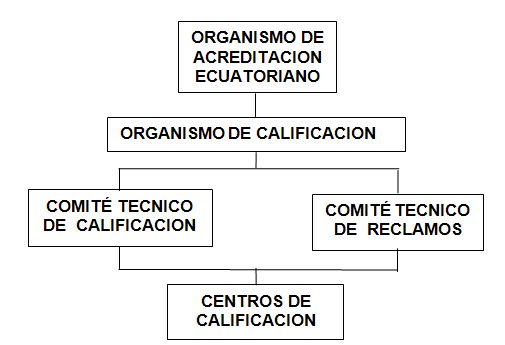 ORGANISMO DE
ACREDITACION
ECUATORIANO
ORGANISMO DE CALIFICACION
COMITÉ TECNICO
DE CALIFICACION
COMITÉ TECNICO
DE RECLAMOS
CENTROS DE
CALIFICACION